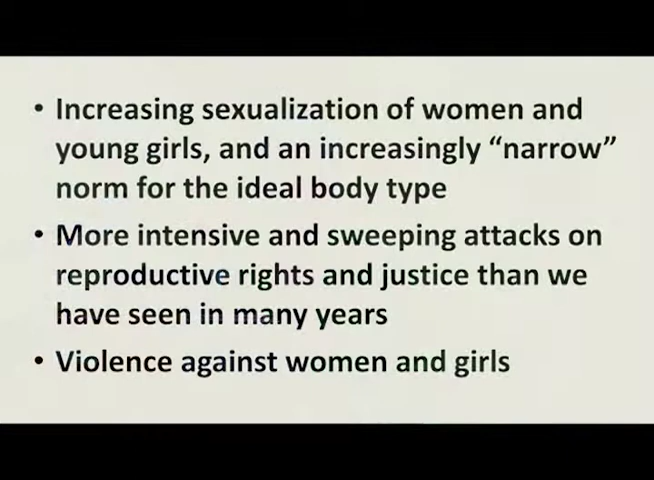 • Increasing sexualization of women and
young girls, and an increasingly “narrow”
norm for the ideal body type
• More intensive and sweeping attacks on
reproductive rights and justice than we
have seen in many years
• Violence against women and girls